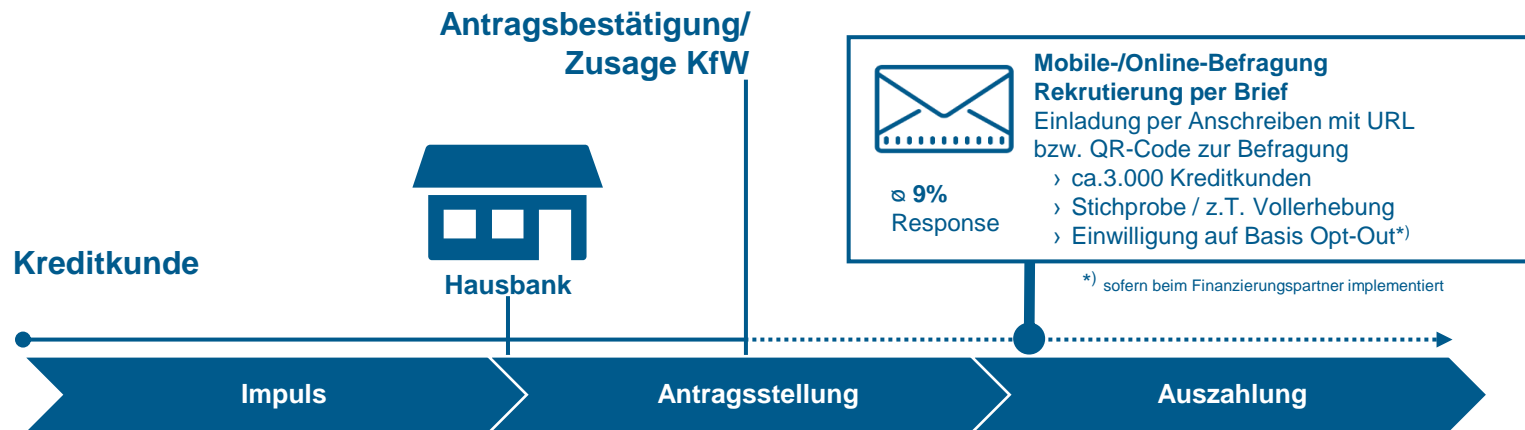 Antragsbestätigung/
Zusage KfW
Mobile-/Online-Befragung
Rekrutierung per Brief
Einladung per Anschreiben mit URL
bzw. QR-Code zur Befragung
› ca.3.000 Kreditkunden
› Stichprobe / z.T. Vollerhebung
› Einwilligung auf Basis Opt-Out*)
⌀ 9%
Response
Kreditkunde
Hausbank
*) sofern beim Finanzierungspartner implementiert
Impuls
Antragsstellung
Auszahlung